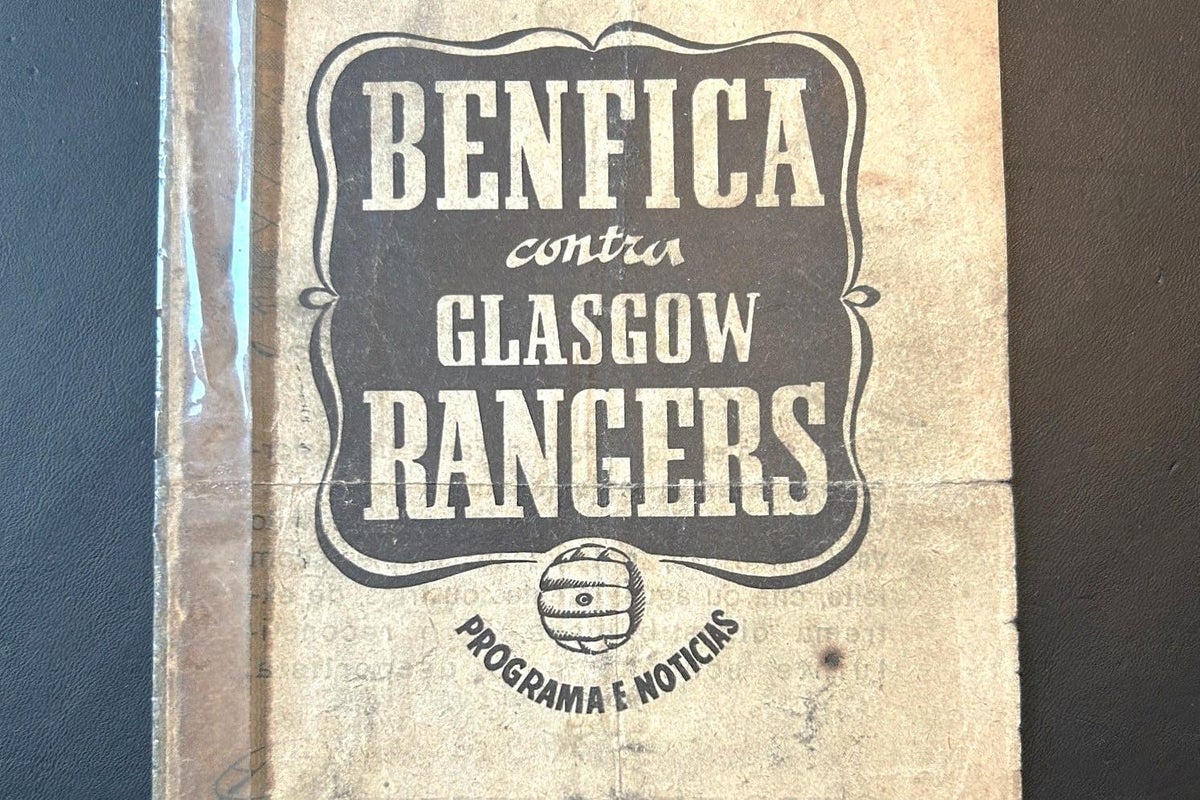 BENFICA
contra
GLASGOW
RANGERS
C
PROGRAMA E NOTICIAS